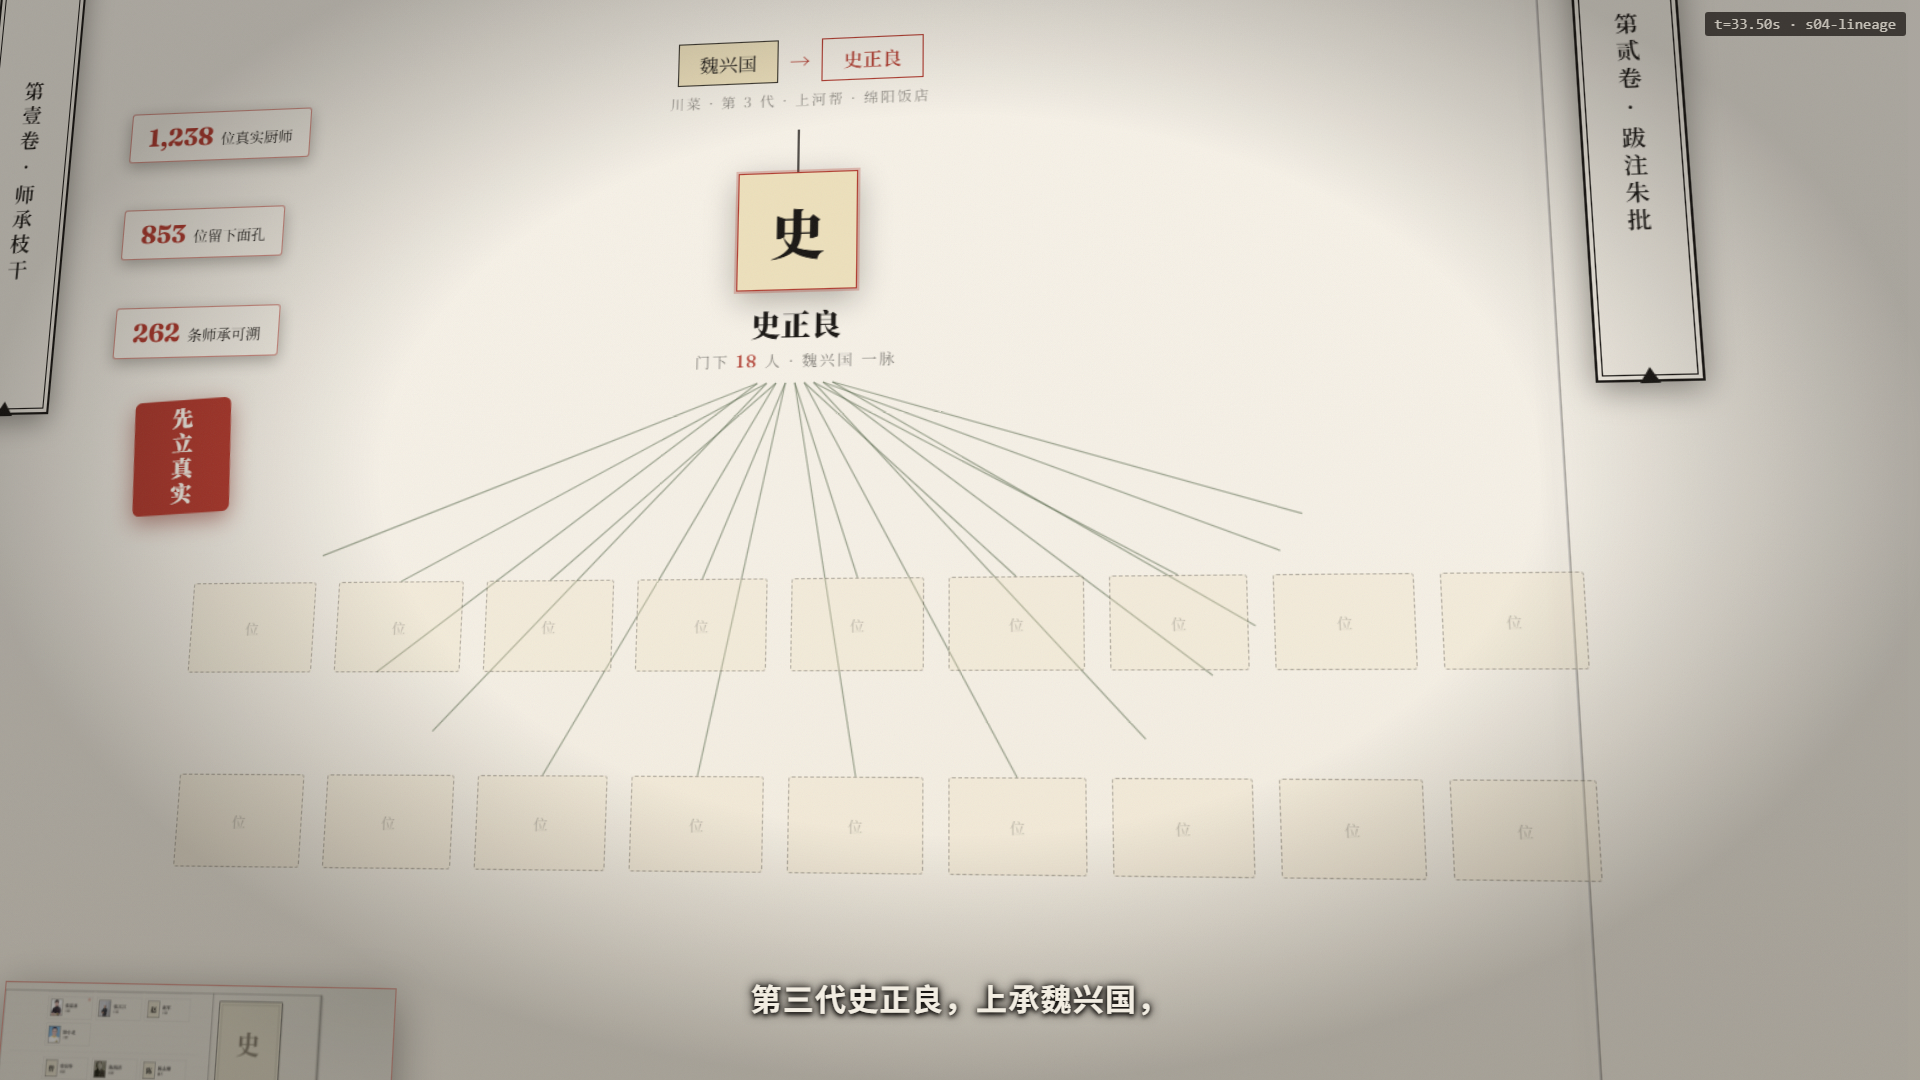 t=33.50s · s04-lineage
第壹卷·师承枝干
第贰卷·跋注朱批
魏兴国 → 史正良
川菜 · 第 3 代 · 上河帮 · 绵阳饭店
1,238 位真实厨师
853 位留下面孔
262 条师承可溯
先立真实
史
史正良
门下 18 人 · 魏兴国 一脉
位 位 位 位 位 位 位 位 位
位 位 位 位 位 位 位 位 位
史
第三代史正良，上承魏兴国，